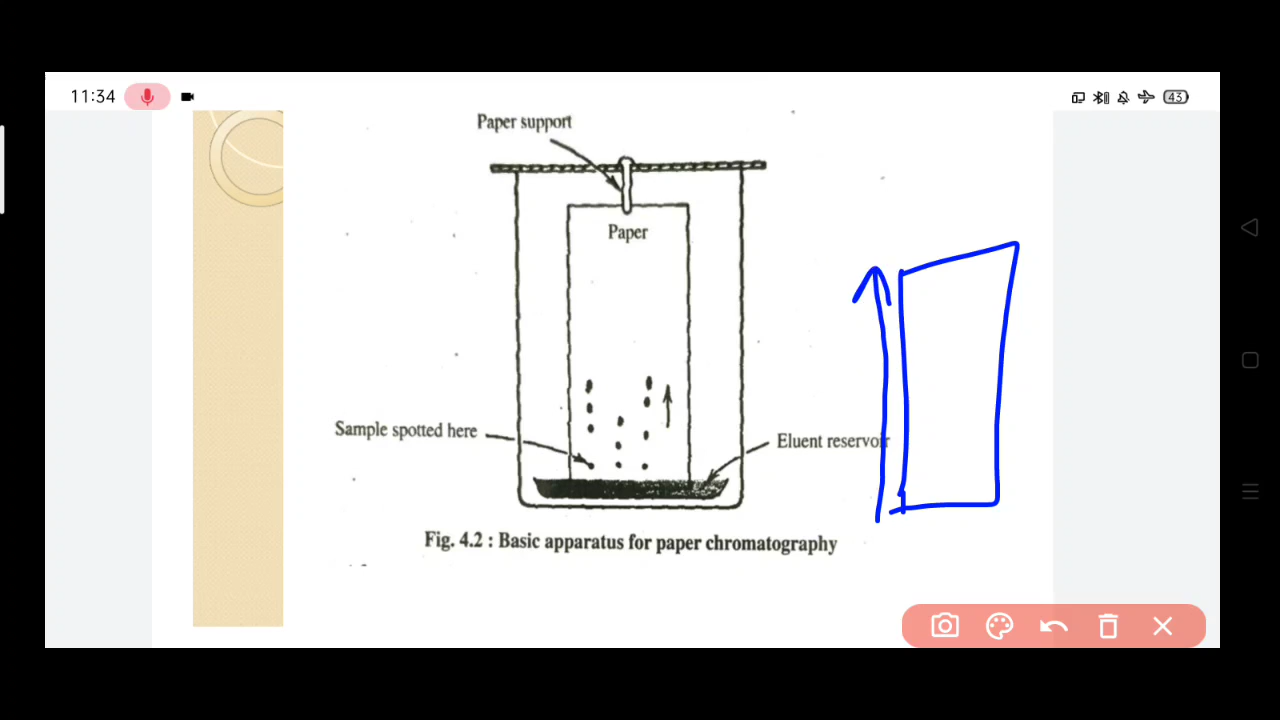 11:34
43
Paper support
Paper
Sample spotted here
Eluent reservoir
Fig. 4.2 : Basic apparatus for paper chromatography